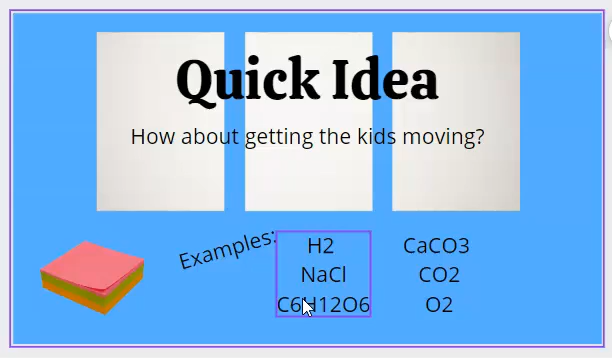 Quick Idea
How about getting the kids moving?
Examples:
H2
NaCl
C6H12O6
CaCO3
CO2
O2